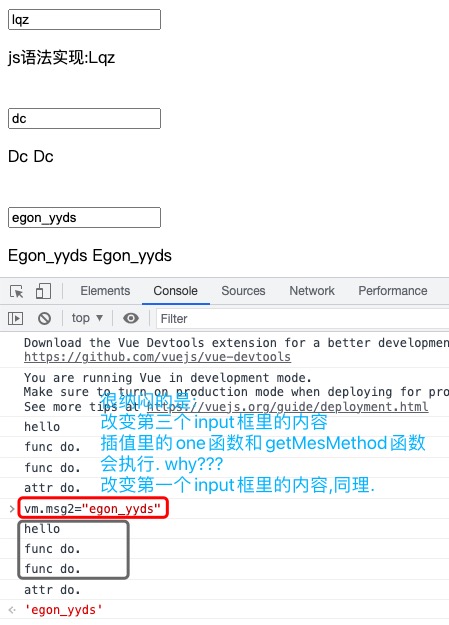 lqz
js语法实现:Lqz
dc
Dc Dc
egon_yyds
Egon_yyds Egon_yyds
Elements Console Sources Network Performance
top Filter
Download the Vue Devtools extension for a better developmen
https://github.com/vuejs/vue-devtools
You are running Vue in development mode.
Make sure to turn on production mode when deploying for pro
See more tips at https://vuejs.org/guide/deployment.html
很纳闷的是,
hello
改变第三个input框里的内容
func do.
插值里的one函数和getMesMethod函数
func do.
会执行. why???
attr do.
改变第一个input框里的内容,同理.
> vm.msg2="egon_yyds"
hello
func do.
func do.
attr do.
'egon_yyds'